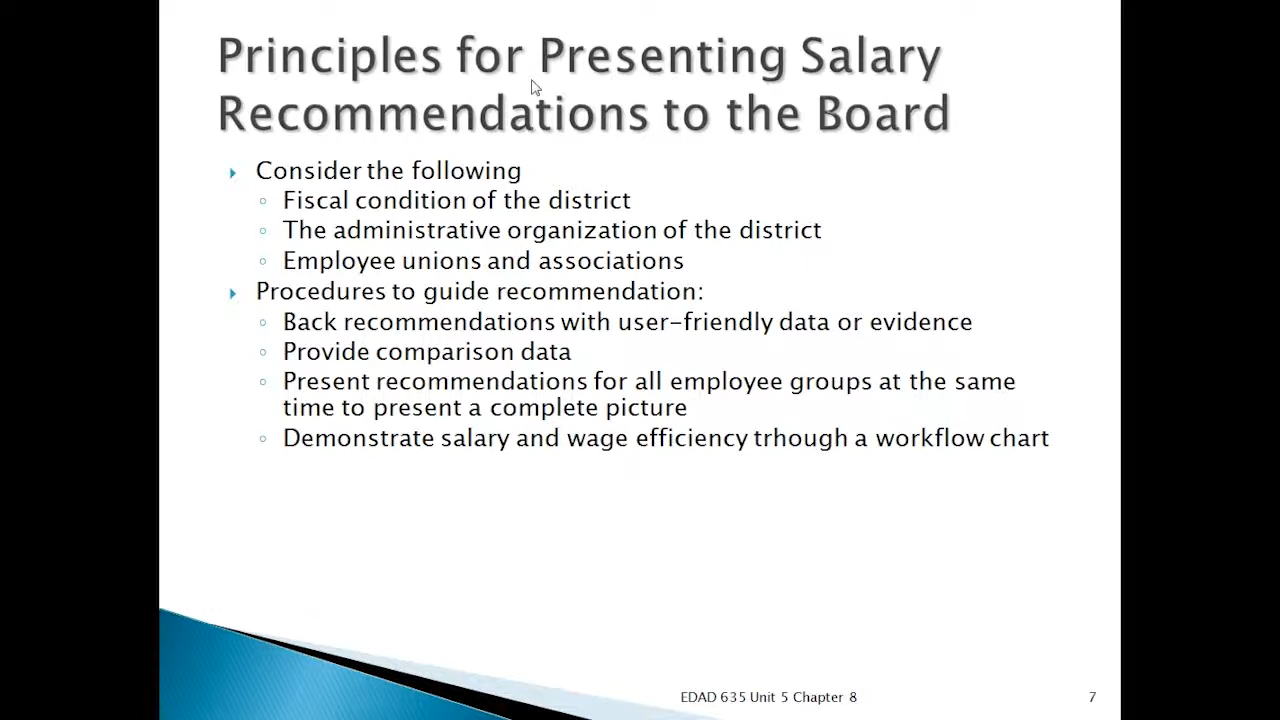 Principles for Presenting Salary
Recommendations to the Board
Consider the following
Fiscal condition of the district
The administrative organization of the district
Employee unions and associations
Procedures to guide recommendation:
Back recommendations with user-friendly data or evidence
Provide comparison data
Present recommendations for all employee groups at the same
time to present a complete picture
Demonstrate salary and wage efficiency trhough a workflow chart
EDAD 635 Unit 5 Chapter 8
7